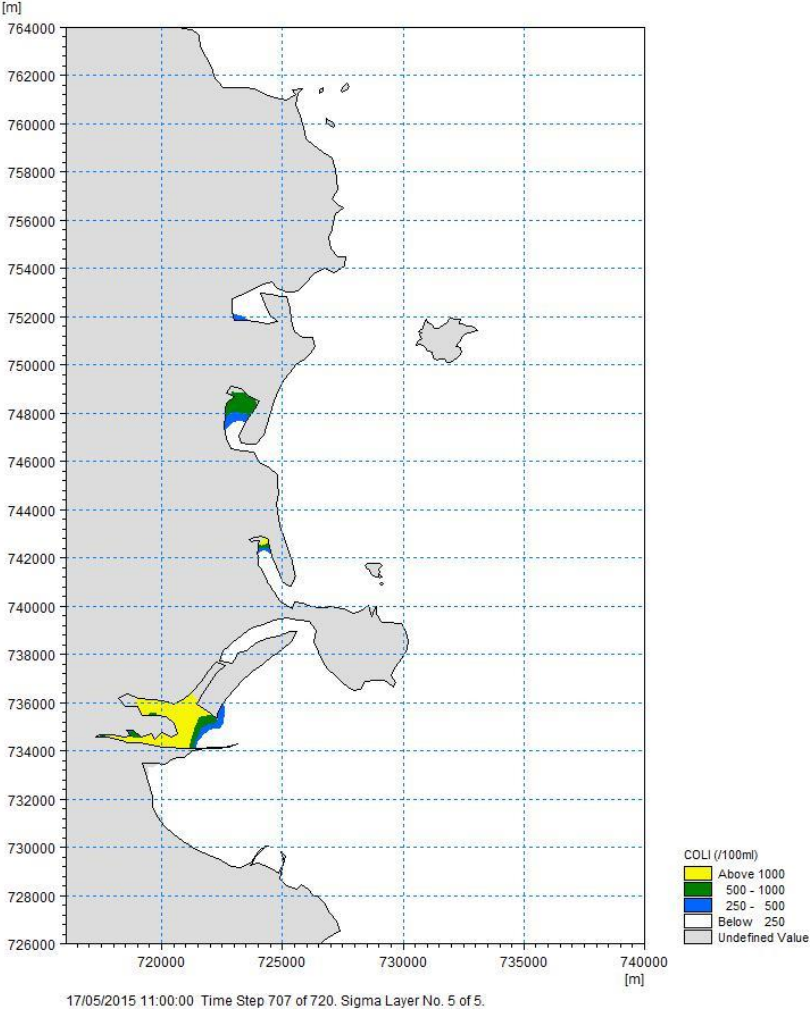 [m]
764000
762000
760000
758000
756000
754000
752000
750000
748000
746000
744000
742000
740000
738000
736000
734000
732000
730000
728000
726000
720000 725000 730000 735000 740000
[m]
COLI (/100ml)
Above 1000
500 - 1000
250 - 500
Below 250
Undefined Value
17/05/2015 11:00:00 Time Step 707 of 720. Sigma Layer No. 5 of 5.